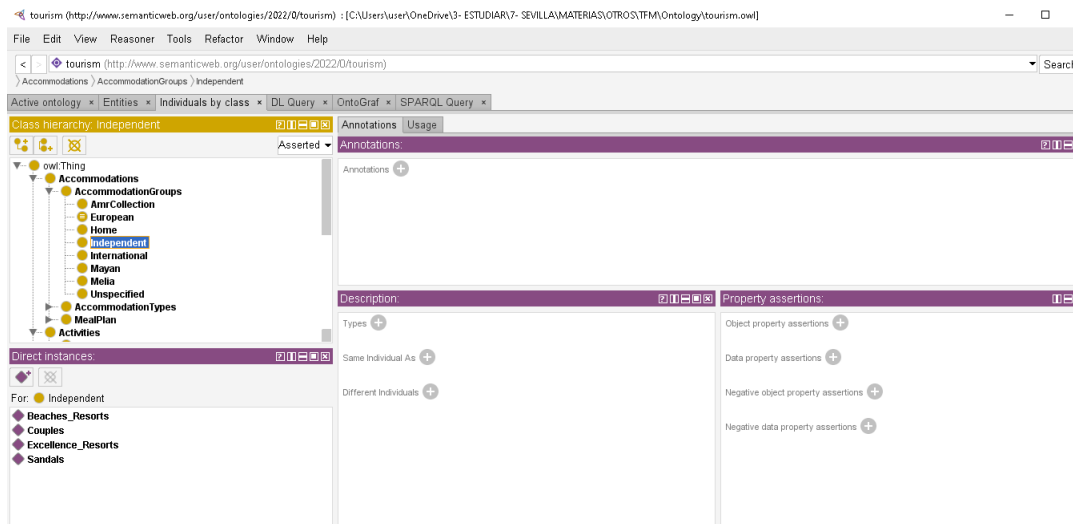 tourism (http://www.semanticweb.org/user/ontologies/2022/0/tourism) : [C:\Users\user\OneDrive\3- ESTUDIAR\7- SEVILLA\MATERIAS\OTROS\TFM\Ontology\tourism.owl]
File Edit View Reasoner Tools Refactor Window Help
< > tourism (http://www.semanticweb.org/user/ontologies/2022/0/tourism) Search
Accommodations AccommodationGroups Independent
Active ontology × Entities × Individuals by class × DL Query × OntoGraf × SPARQL Query ×
Class hierarchy: Independent
Asserted
owl:Thing
Accommodations
AccommodationGroups
AmrCollection
European
Home
Independent
International
Mayan
Melia
Unspecified
AccommodationTypes
MealPlan
Activities
Direct instances:
For: Independent
Beaches_Resorts
Couples
Excellence_Resorts
Sandals
Annotations Usage
Annotations:
Annotations
Description:
Types
Same Individual As
Different Individuals
Property assertions:
Object property assertions
Data property assertions
Negative object property assertions
Negative data property assertions